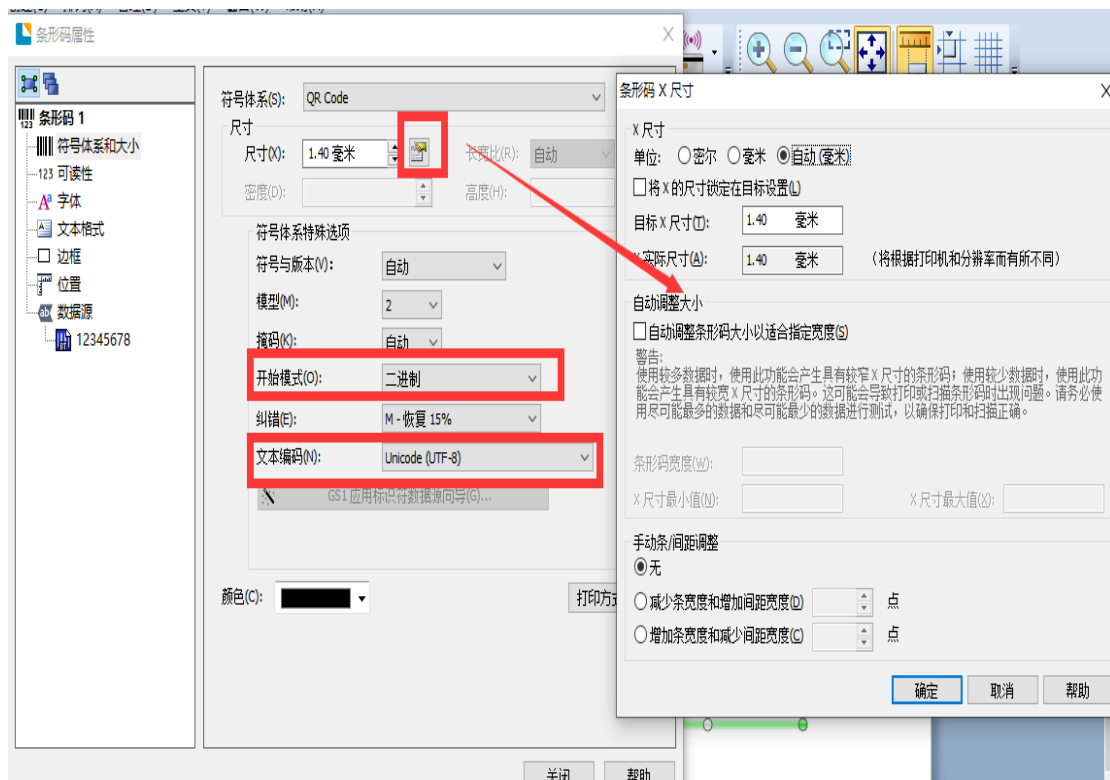 条形码属性
条形码 1
符号体系和大小
123 可读性
字体
文本格式
边框
位置
数据源
12345678
符号体系(S): QR Code
尺寸
尺寸(X): 1.40 毫米
长宽比(R): 自动
密度(D):
高度(H):
符号体系特殊选项
符号与版本(V): 自动
模型(M): 2
掩码(K): 自动
开始模式(O): 二进制
纠错(E): M - 恢复 15%
文本编码(N): Unicode (UTF-8)
GS1 应用标识符数据源向导(G)...
颜色(C):
打印方
关闭
帮助
条形码 X 尺寸
X 尺寸
单位: 密尔 毫米 自动(毫米)
将 X 的尺寸锁定在目标设置(L)
目标 X 尺寸(T): 1.40 毫米
实际尺寸(A): 1.40 毫米 (将根据打印机和分辨率而有所不同)
自动调整大小
自动调整条形码大小以适合指定宽度(S)
警告:
使用较多数据时，使用此功能会产生具有较窄 X 尺寸的条形码；使用较少数据时，使用此功
能会产生具有较宽 X 尺寸的条形码。这可能会导致打印或扫描条形码时出现问题。请务必使
用尽可能最多的数据和尽可能最少的数据进行测试，以确保打印和扫描正确。
条形码宽度(W):
X 尺寸最小值(N):
X 尺寸最大值(X):
手动条/间距调整
无
减少条宽度和增加间距宽度(D) 点
增加条宽度和减少间距宽度(C) 点
确定
取消
帮助